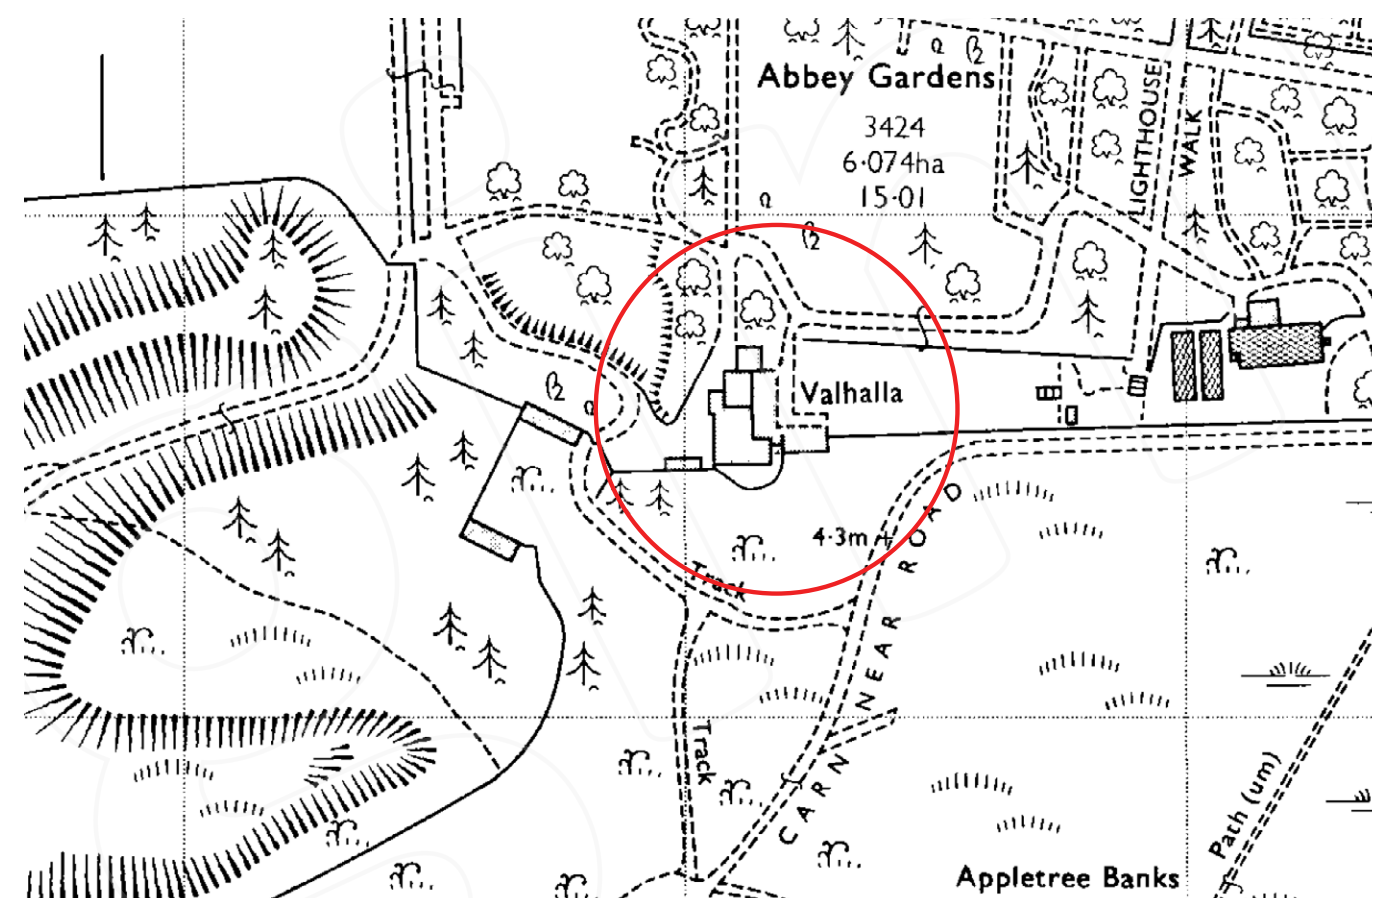 Abbey Gardens
3424
6·074ha
15·01
LIGHTHOUSE
WALK
Valhalla
4·3m +
CARN NEAR ROAD
Track
Track
Path (um)
Appletree Banks